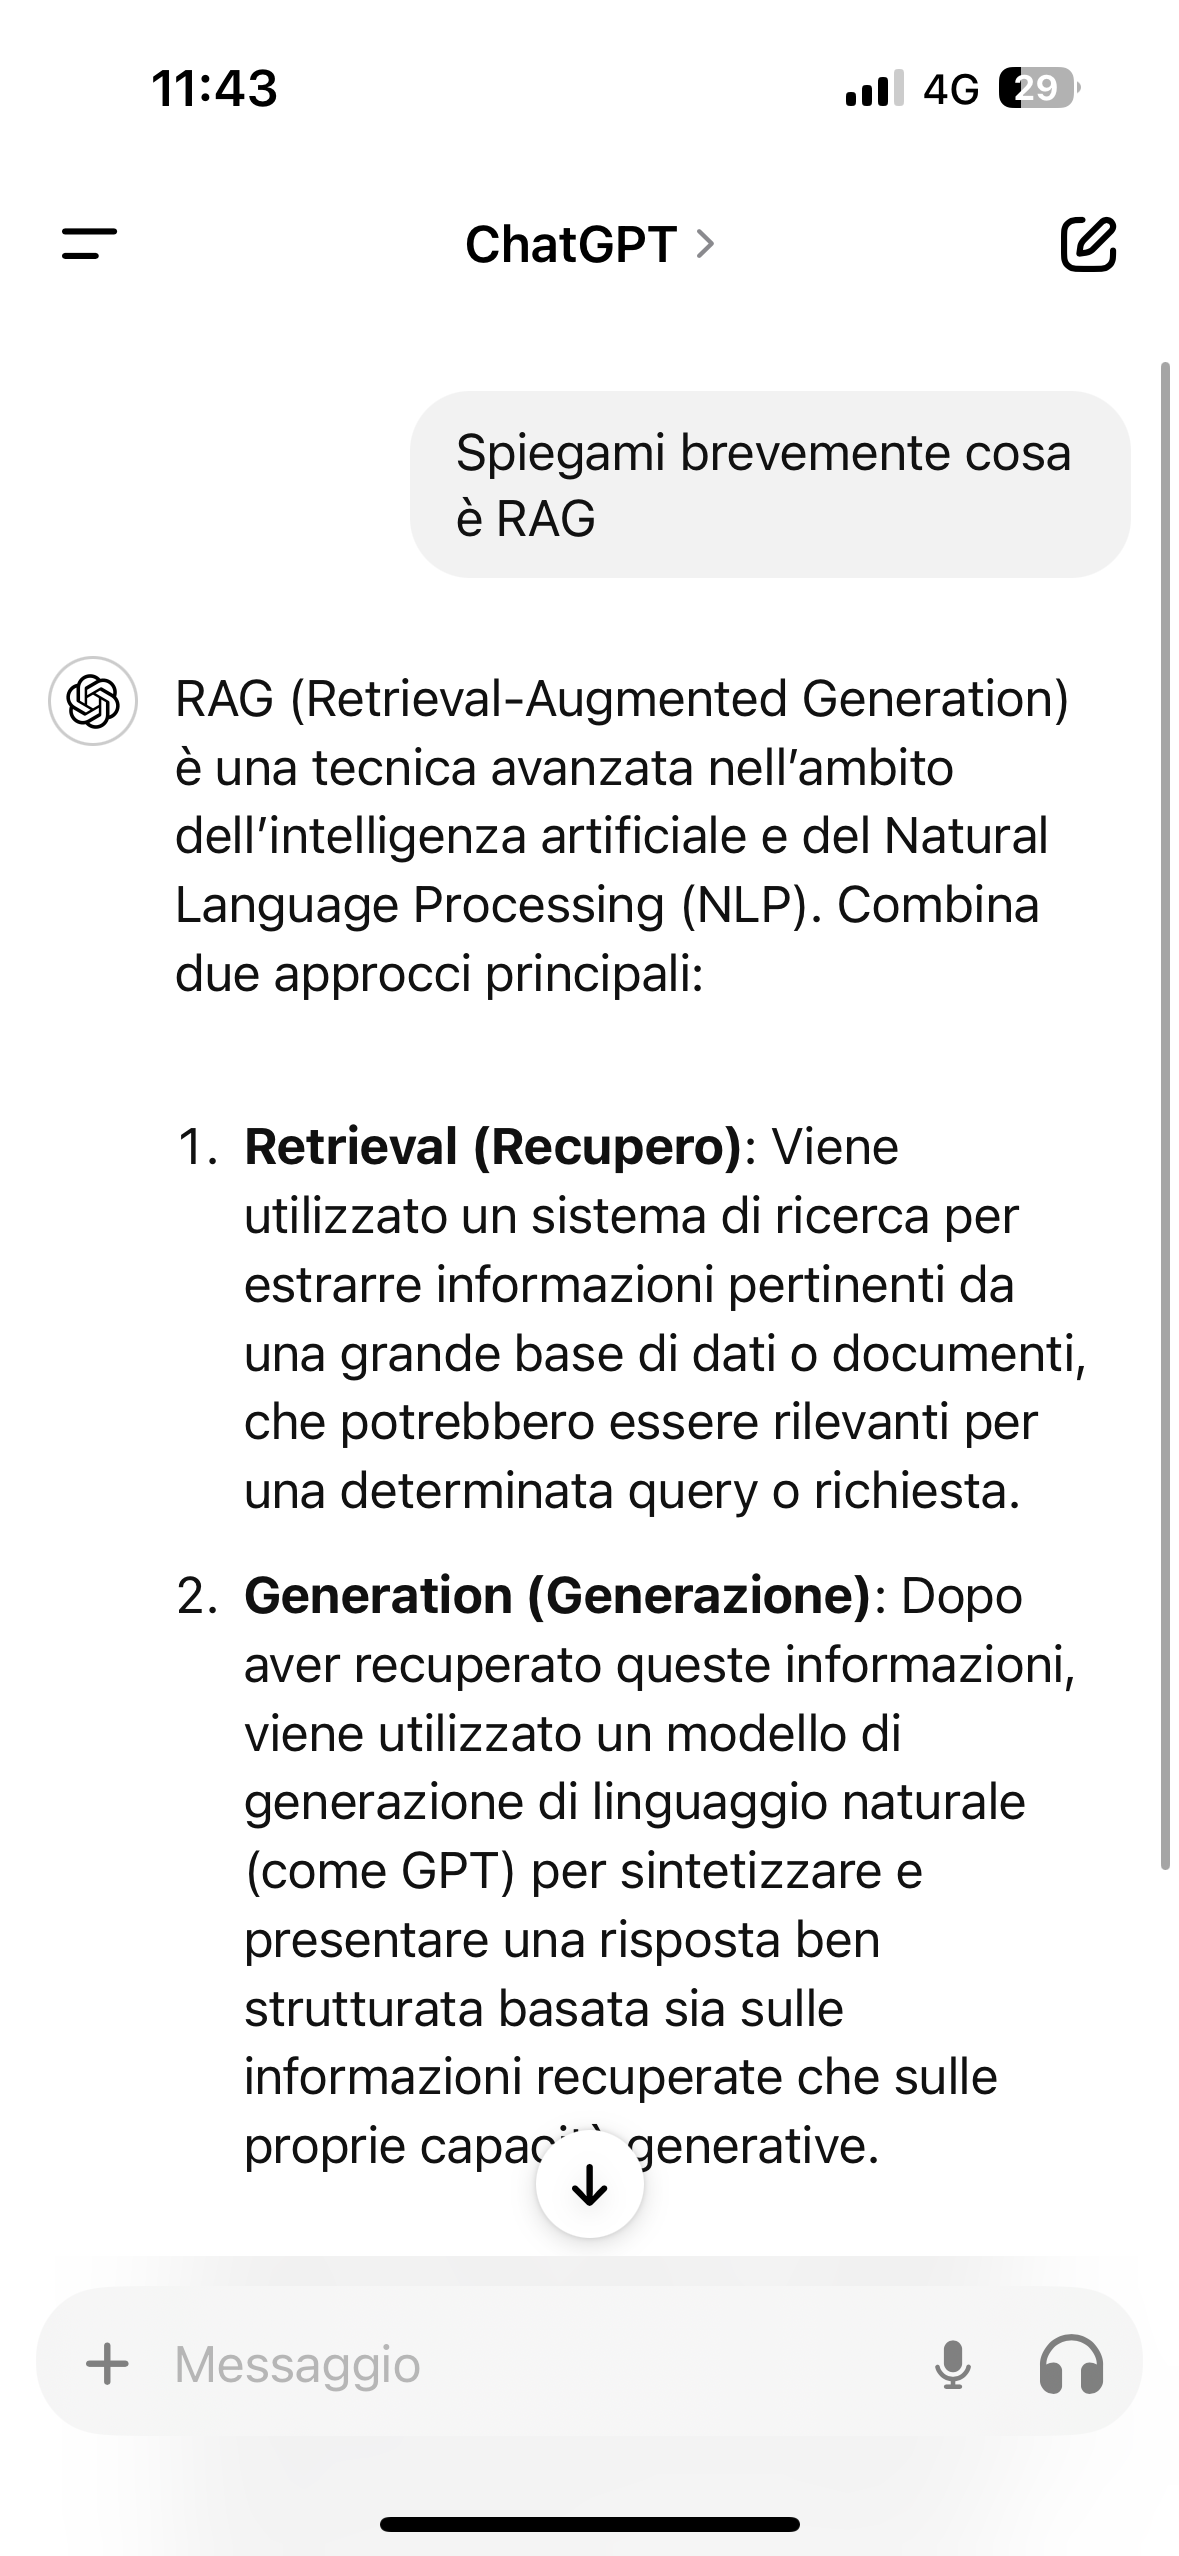 11:43
4G
29
ChatGPT
Spiegami brevemente cosa
è RAG
RAG (Retrieval-Augmented Generation)
è una tecnica avanzata nell’ambito
dell’intelligenza artificiale e del Natural
Language Processing (NLP). Combina
due approcci principali:
1. Retrieval (Recupero): Viene
utilizzato un sistema di ricerca per
estrarre informazioni pertinenti da
una grande base di dati o documenti,
che potrebbero essere rilevanti per
una determinata query o richiesta.
2. Generation (Generazione): Dopo
aver recuperato queste informazioni,
viene utilizzato un modello di
generazione di linguaggio naturale
(come GPT) per sintetizzare e
presentare una risposta ben
strutturata basata sia sulle
informazioni recuperate che sulle
proprie capacità generative.
Messaggio